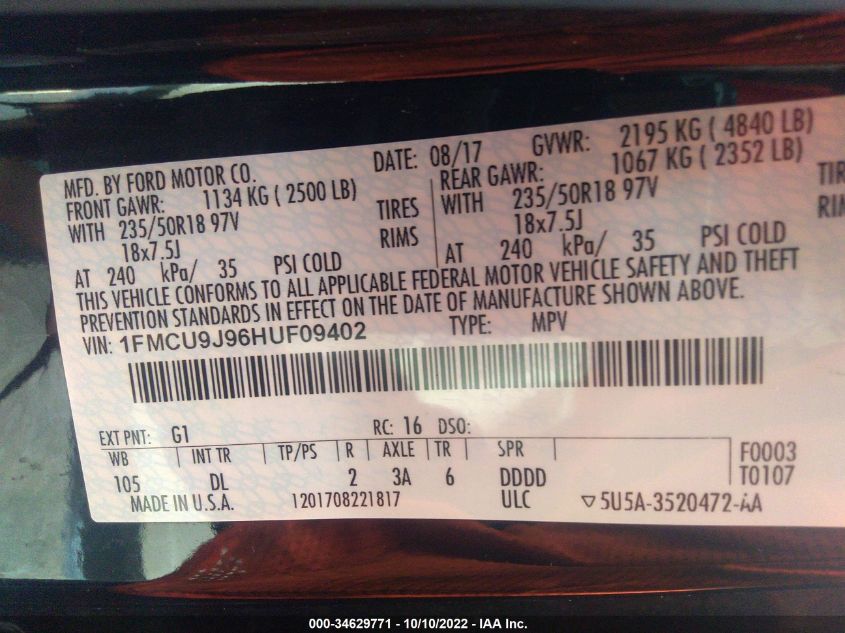 MFD. BY FORD MOTOR CO. DATE: 08/17 GVWR: 2195 KG ( 4840 LB)
FRONT GAWR: 1134 KG ( 2500 LB) REAR GAWR: 1067 KG ( 2352 LB)
WITH 235/50R18 97V TIRES WITH 235/50R18 97V TIR
18x7.5J RIMS 18x7.5J RIM
AT 240 kPa/ 35 PSI COLD AT 240 kPa/ 35 PSI COLD
THIS VEHICLE CONFORMS TO ALL APPLICABLE FEDERAL MOTOR VEHICLE SAFETY AND THEFT
PREVENTION STANDARDS IN EFFECT ON THE DATE OF MANUFACTURE SHOWN ABOVE.
VIN: 1FMCU9J96HUF09402 TYPE: MPV
EXT PNT: G1 RC: 16 DSO:
WB INT TR TP/PS R AXLE TR SPR F0003
105 DL 2 3A 6 DDDD T0107
MADE IN U.S.A. 1201708221817 ULC ▽5U5A-3520472-AA
000-34629771 - 10/10/2022 - IAA Inc.